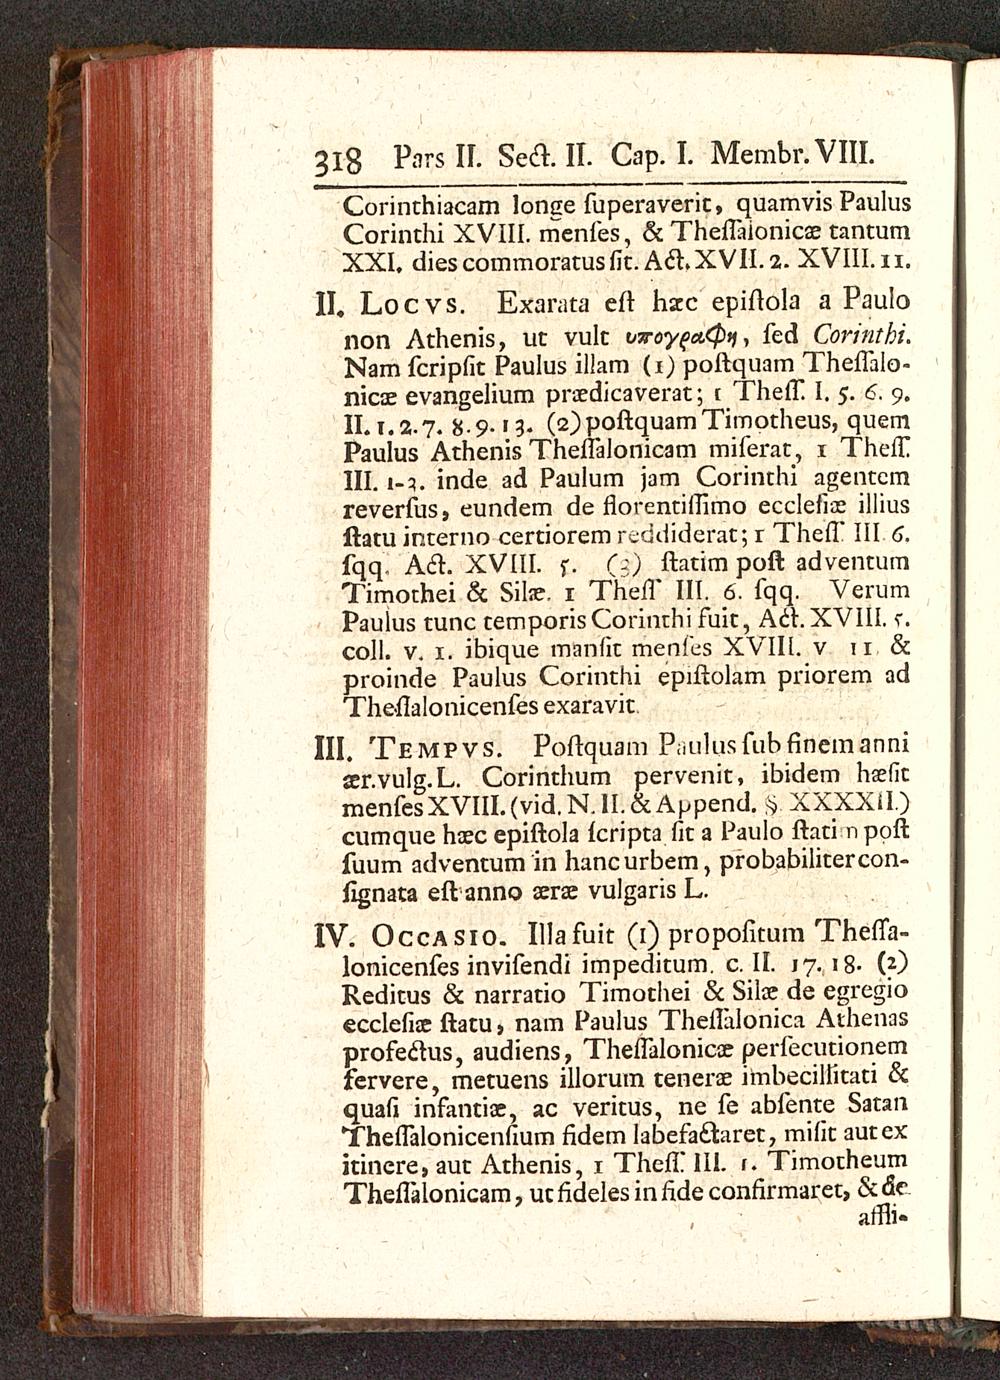 318 Pars II. Sect. II. Cap. I. Membr. VIII.
Corinthiacam longe ſuperaverit, quamvis Paulus
Corinthi XVIII. menſes, & Theſſalonicæ tantum
XXI. dies commoratus ſit. Act. XVII. 2. XVIII. 11.
II. LOCVS. Exarata eſt hæc epiſtola a Paulo
non Athenis, ut vult υπογραφη, ſed Corinthi.
Nam ſcripſit Paulus illam (1) poſtquam Theſſalo-
nicæ evangelium prædicaverat; 1 Theſſ. I. 5. 6. 9.
II. 1. 2. 7. 8. 9. 13. (2) poſtquam Timotheus, quem
Paulus Athenis Theſſalonicam miſerat, 1 Theſſ.
III. 1-3. inde ad Paulum jam Corinthi agentem
reverſus, eundem de florentiſſimo eccleſiæ illius
ſtatu interno certiorem reddiderat; 1 Theſſ. III. 6.
ſqq. Act. XVIII. 5. (3) ſtatim poſt adventum
Timothei & Silæ. 1 Theſſ III. 6. ſqq. Verum
Paulus tunc temporis Corinthi fuit, Act. XVIII. 5.
coll. v. 1. ibique manſit menſes XVIII. v 11. &
proinde Paulus Corinthi epiſtolam priorem ad
Theſſalonicenſes exaravit.
III. TEMPVS. Poſtquam Paulus ſub finem anni
ær. vulg. L. Corinthum pervenit, ibidem hæſit
menſes XVIII. (vid. N. II. & Append. §. XXXXII.)
cumque hæc epiſtola ſcripta ſit a Paulo ſtatim poſt
ſuum adventum in hanc urbem, probabiliter con-
ſignata eſt anno æræ vulgaris L.
IV. OCCASIO. Illa fuit (1) propoſitum Theſſa-
lonicenſes inviſendi impeditum. c. II. 17. 18. (2)
Reditus & narratio Timothei & Silæ de egregio
eccleſiæ ſtatu, nam Paulus Theſſalonica Athenas
profectus, audiens, Theſſalonicæ perſecutionem
fervere, metuens illorum teneræ imbecillitati &
quaſi infantiæ, ac veritus, ne ſe abſente Satan
Theſſalonicenſium fidem labefactaret, miſit aut ex
itinere, aut Athenis, 1 Theſſ. III. 1. Timotheum
Theſſalonicam, ut fideles in fide confirmaret, & de
affli-